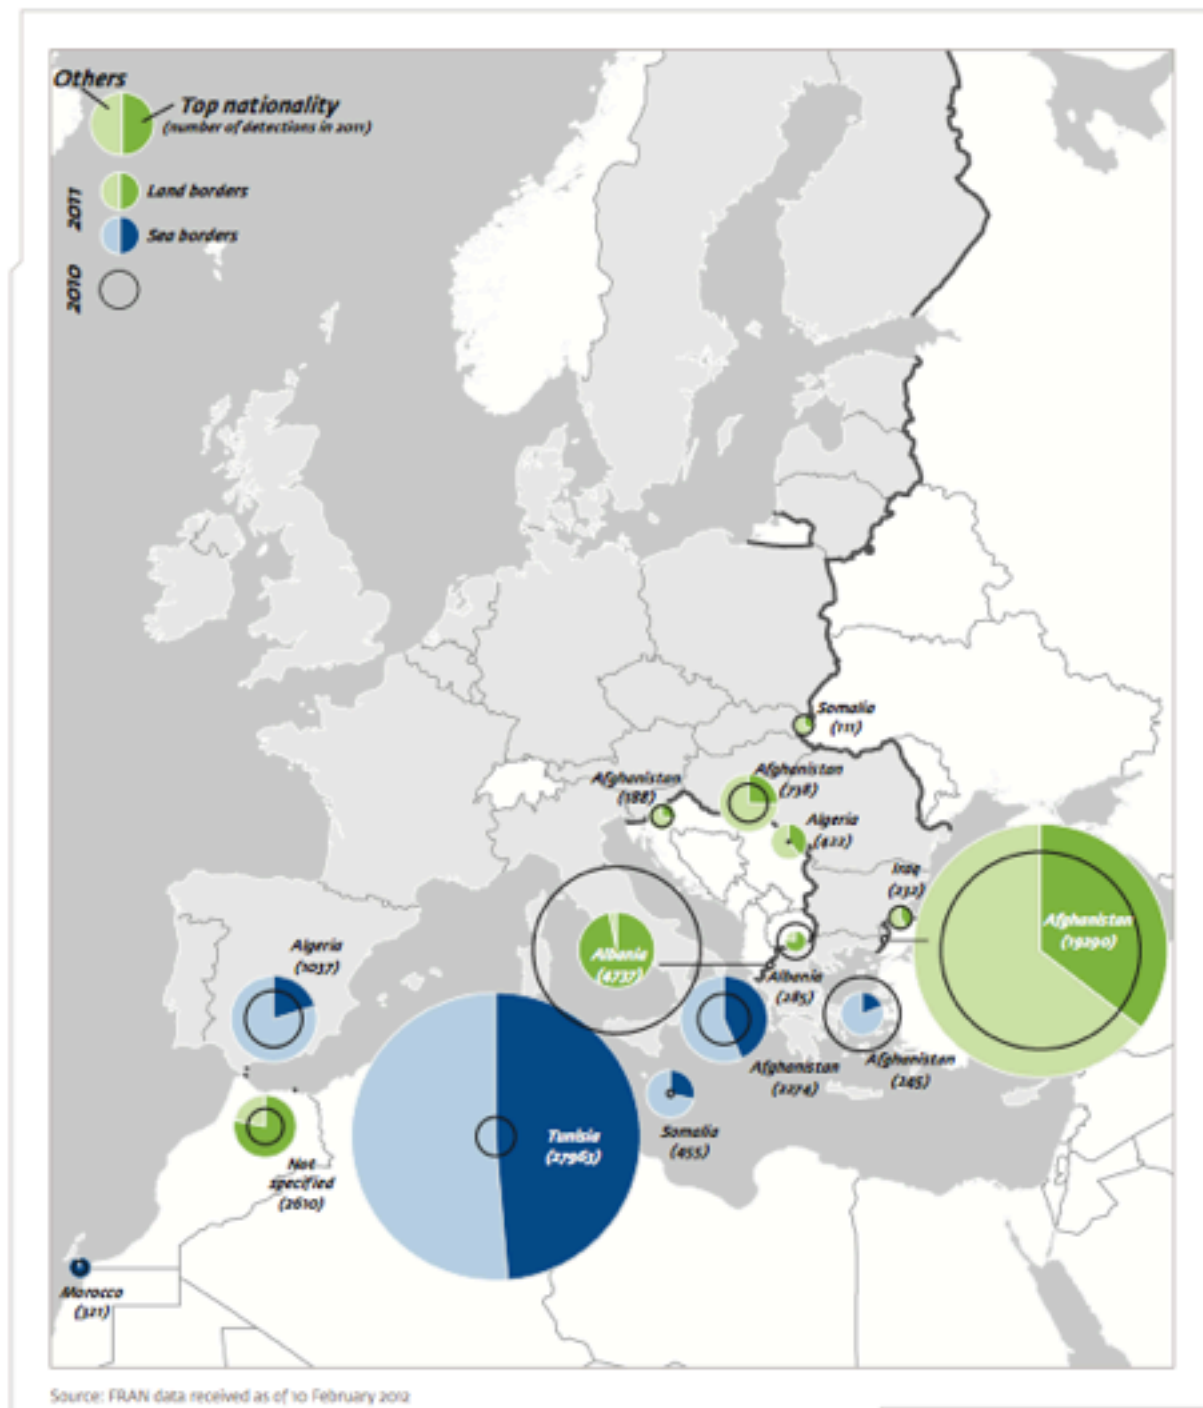 Others
Top nationality
(number of detections in 2011)
2011
Land borders
Sea borders
2010
Somalia
(111)
Afghanistan
(188)
Afghanistan
(738)
Algeria
(422)
Iraq
(232)
Afghanistan
(19290)
Albania
(4737)
Albania
(285)
Algeria
(1037)
Afghanistan
(2274)
Afghanistan
(245)
Somalia
(455)
Tunisia
(27963)
Not
specified
(2610)
Morocco
(321)
Source: FRAN data received as of 10 February 2012